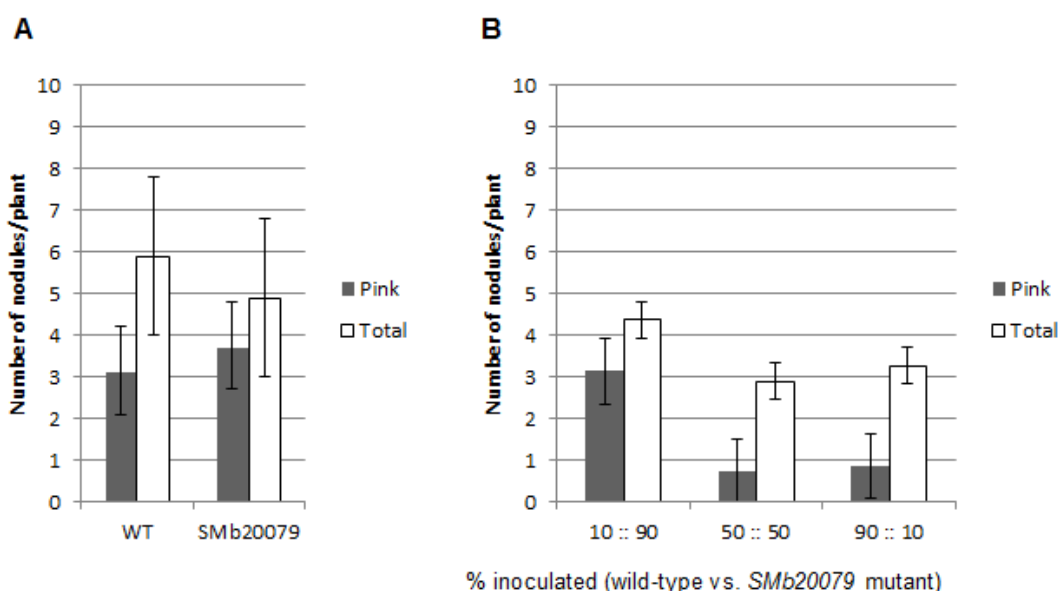 A
Number of nodules/plant
10
9
8
7
6
5
4
3
2
1
0
WT SMb20079
Pink
Total
B
Number of nodules/plant
10
9
8
7
6
5
4
3
2
1
0
10 :: 90 50 :: 50 90 :: 10
Pink
Total
% inoculated (wild-type vs. SMb20079 mutant)